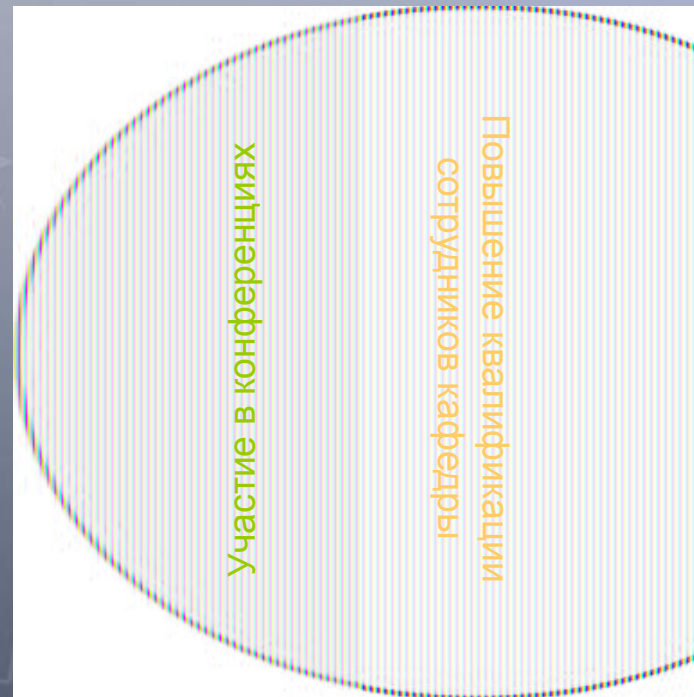 Участие в конференциях
Повышение квалификации
сотрудников кафедры